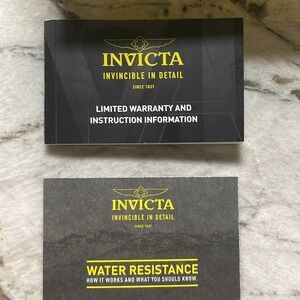 INVICTA
INVINCIBLE IN DETAIL
SINCE 1837
LIMITED WARRANTY AND
INSTRUCTION INFORMATION
INVICTA
INVINCIBLE IN DETAIL
SINCE 1837
WATER RESISTANCE
HOW IT WORKS AND WHAT YOU SHOULD KNOW.